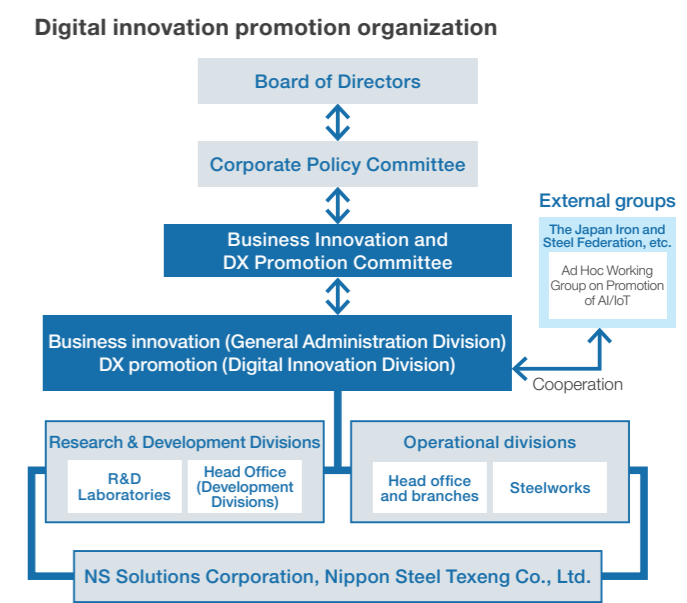 Digital innovation promotion organization
Board of Directors
Corporate Policy Committee
Business Innovation and
DX Promotion Committee
External groups
The Japan Iron and
Steel Federation, etc.
Ad Hoc Working
Group on Promotion
of AI/IoT
Business innovation (General Administration Division)
DX promotion (Digital Innovation Division)
Cooperation
Research & Development Divisions
R&D
Laboratories
Head Office
(Development
Divisions)
Operational divisions
Head office
and branches
Steelworks
NS Solutions Corporation, Nippon Steel Texeng Co., Ltd.